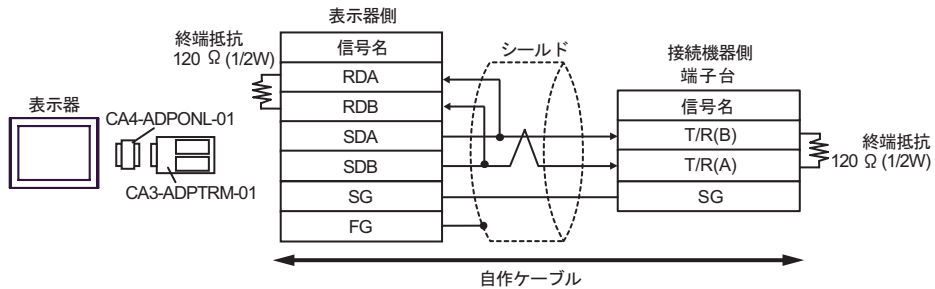 表示器側
終端抵抗
120 Ω (1/2W)
信号名
RDA
RDB
SDA
SDB
SG
FG
シールド
接続機器側
端子台
信号名
T/R(B)
T/R(A)
SG
終端抵抗
120 Ω (1/2W)
表示器
CA4-ADPONL-01
CA3-ADPTRM-01
自作ケーブル